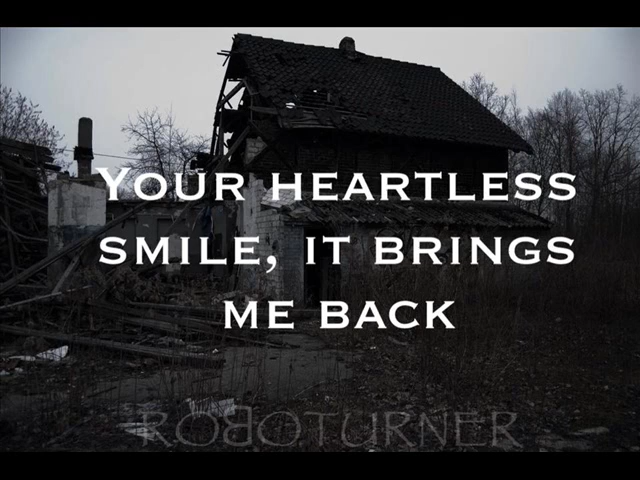 YOUR HEARTLESS
SMILE, IT BRINGS
ME BACK
ROBOTURNER